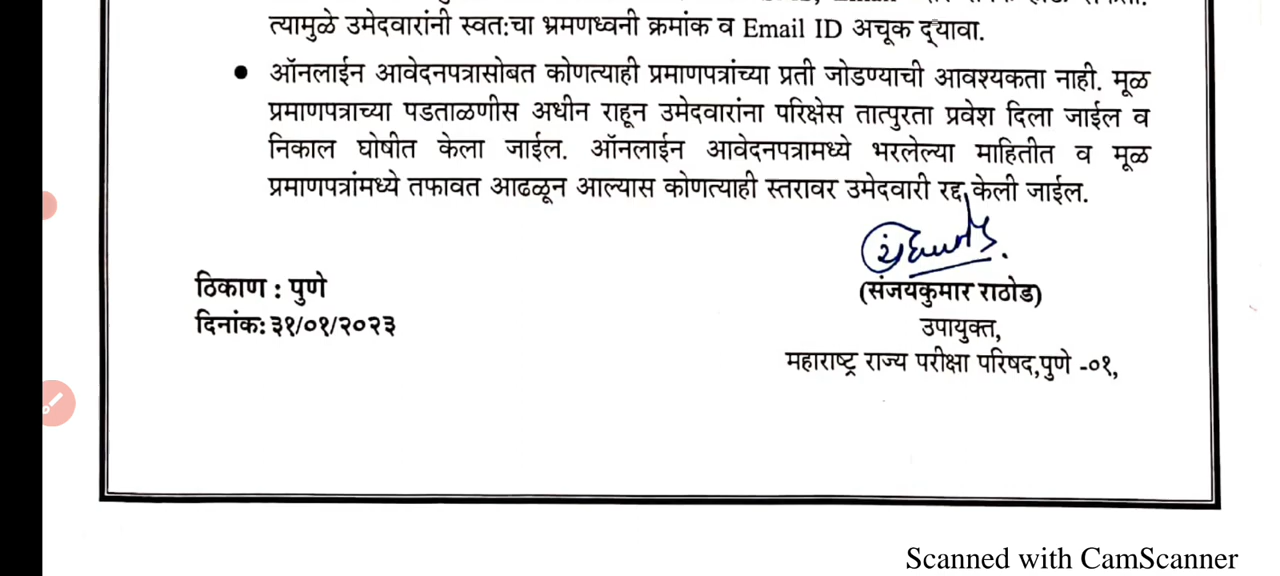 त्यामुळे उमेदवारांनी स्वत:चा भ्रमणध्वनी क्रमांक व Email ID अचूक द्यावा.
● ऑनलाईन आवेदनपत्रासोबत कोणत्याही प्रमाणपत्रांच्या प्रती जोडण्याची आवश्यकता नाही. मूळ
प्रमाणपत्राच्या पडताळणीस अधीन राहून उमेदवारांना परिक्षेस तात्पुरता प्रवेश दिला जाईल व
निकाल घोषीत केला जाईल. ऑनलाईन आवेदनपत्रामध्ये भरलेल्या माहितीत व मूळ
प्रमाणपत्रांमध्ये तफावत आढळून आल्यास कोणत्याही स्तरावर उमेदवारी रद्द केली जाईल.
ठिकाण : पुणे
(संजयकुमार राठोड)
दिनांक: ३१/०१/२०२३
उपायुक्त,
महाराष्ट्र राज्य परीक्षा परिषद,पुणे -०१,
Scanned with CamScanner